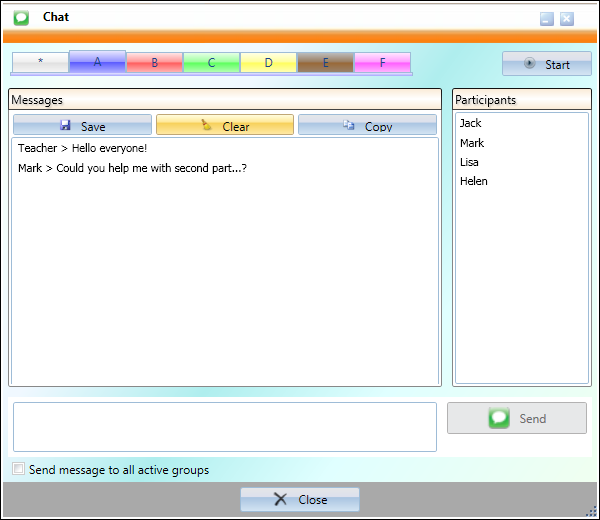 Chat
* A B C D E F Start
Messages
Save Clear Copy
Teacher > Hello everyone!
Mark > Could you help me with second part...?
Participants
Jack
Mark
Lisa
Helen
Send
Send message to all active groups
Close